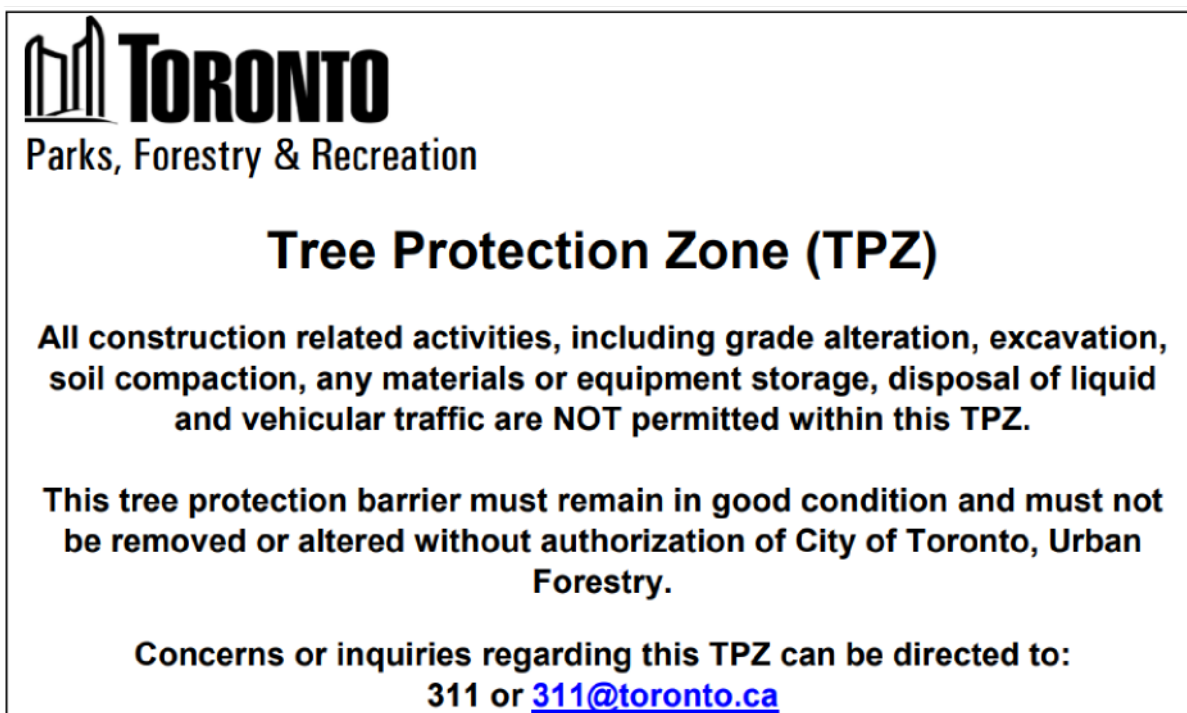 TORONTO
Parks, Forestry & Recreation
Tree Protection Zone (TPZ)
All construction related activities, including grade alteration, excavation,
soil compaction, any materials or equipment storage, disposal of liquid
and vehicular traffic are NOT permitted within this TPZ.
This tree protection barrier must remain in good condition and must not
be removed or altered without authorization of City of Toronto, Urban
Forestry.
Concerns or inquiries regarding this TPZ can be directed to:
311 or 311@toronto.ca